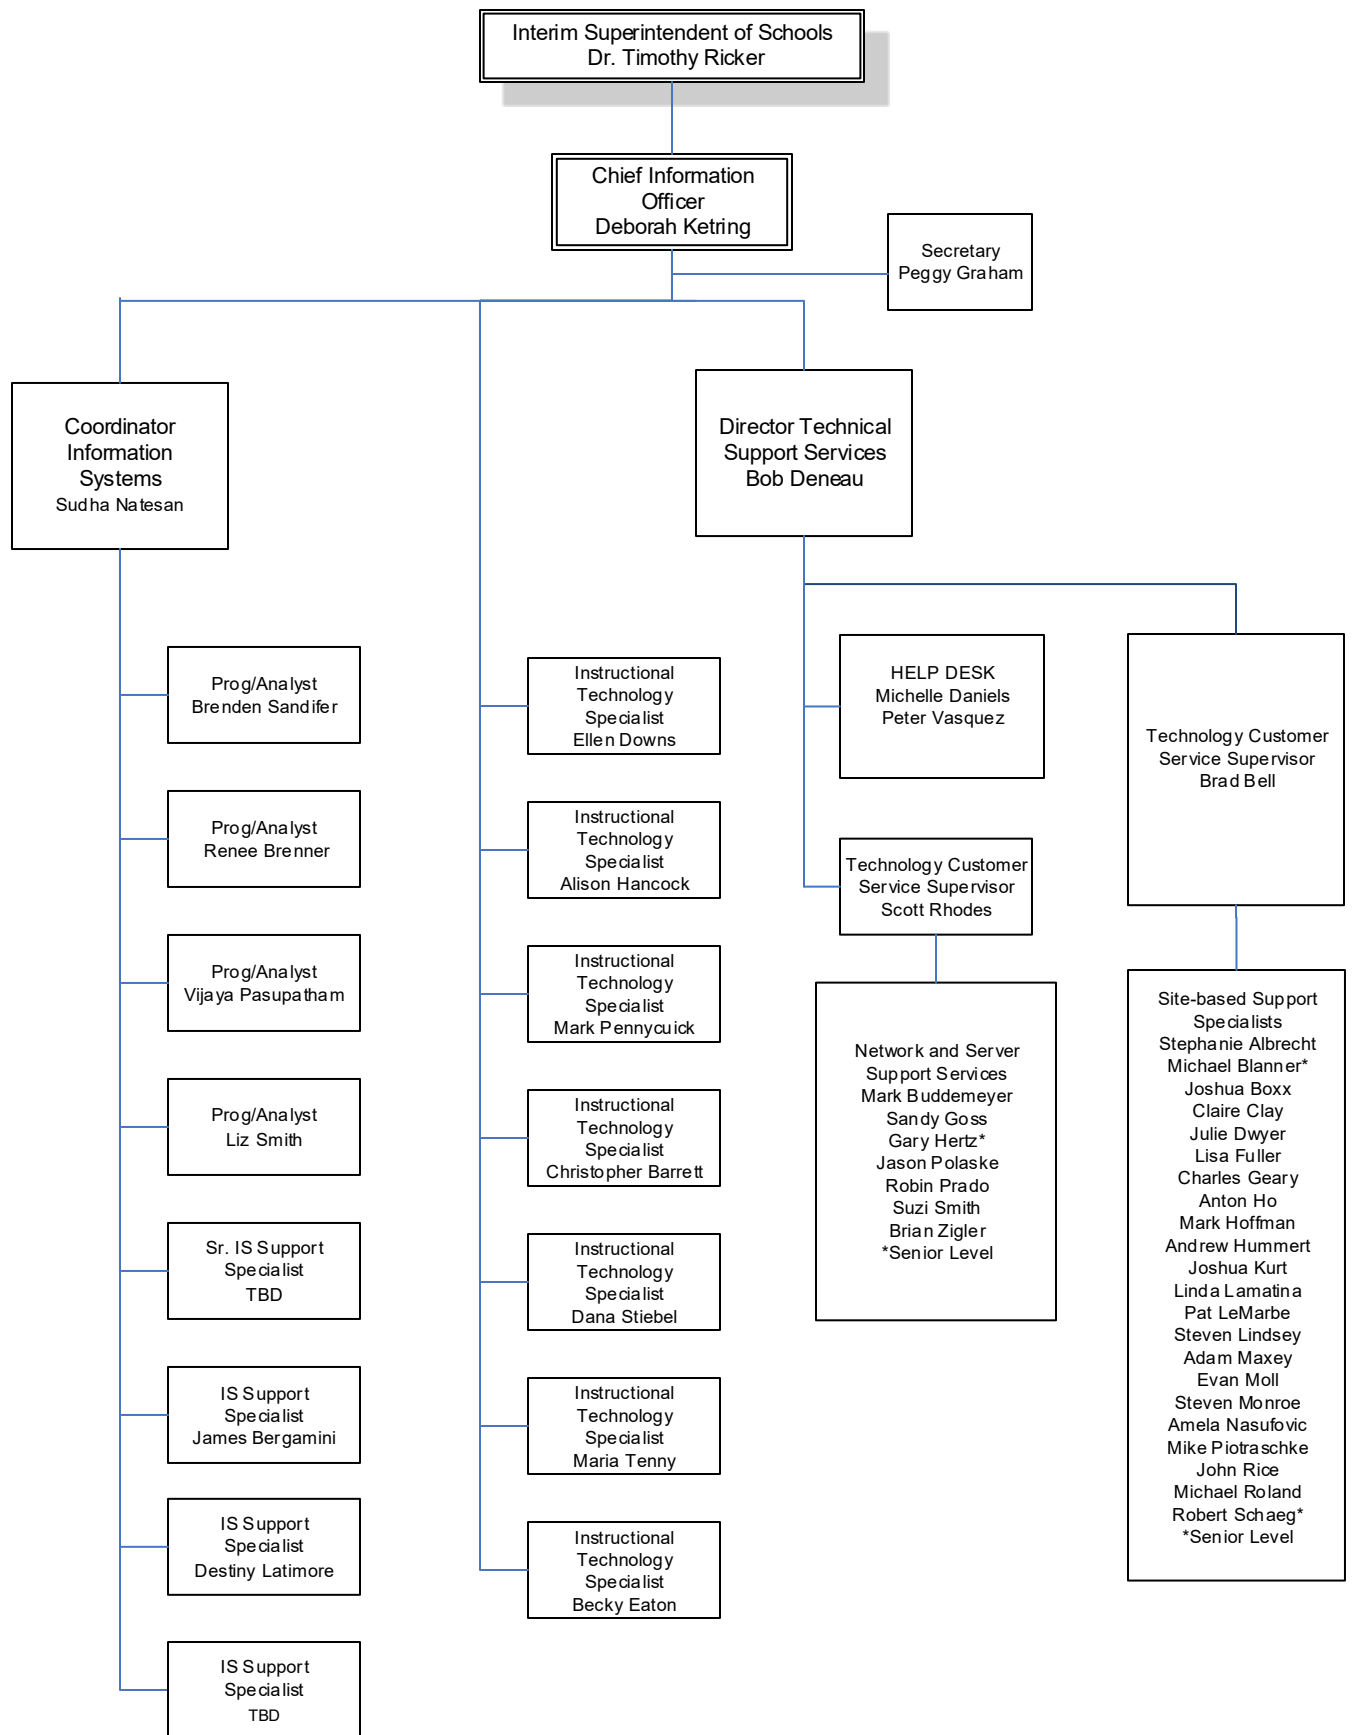 Interim Superintendent of Schools
Dr. Timothy Ricker
Chief Information
Officer
Deborah Ketring
Secretary
Peggy Graham
Coordinator
Information
Systems
Sudha Natesan
Director Technical
Support Services
Bob Deneau
Prog/Analyst
Brenden Sandifer
Prog/Analyst
Renee Brenner
Prog/Analyst
Vijaya Pasupatham
Prog/Analyst
Liz Smith
Sr. IS Support
Specialist
TBD
IS Support
Specialist
James Bergamini
IS Support
Specialist
Destiny Latimore
IS Support
Specialist
TBD
Instructional
Technology
Specialist
Ellen Downs
Instructional
Technology
Specialist
Alison Hancock
Instructional
Technology
Specialist
Mark Pennycuick
Instructional
Technology
Specialist
Christopher Barrett
Instructional
Technology
Specialist
Dana Stiebel
Instructional
Technology
Specialist
Maria Tenny
Instructional
Technology
Specialist
Becky Eaton
HELP DESK
Michelle Daniels
Peter Vasquez
Technology Customer
Service Supervisor
Scott Rhodes
Network and Server
Support Services
Mark Buddemeyer
Sandy Goss
Gary Hertz*
Jason Polaske
Robin Prado
Suzi Smith
Brian Zigler
*Senior Level
Technology Customer
Service Supervisor
Brad Bell
Site-based Support
Specialists
Stephanie Albrecht
Michael Blanner*
Joshua Boxx
Claire Clay
Julie Dwyer
Lisa Fuller
Charles Geary
Anton Ho
Mark Hoffman
Andrew Hummert
Joshua Kurt
Linda Lamatina
Pat LeMarbe
Steven Lindsey
Adam Maxey
Evan Moll
Steven Monroe
Amela Nasufovic
Mike Piotraschke
John Rice
Michael Roland
Robert Schaeg*
*Senior Level